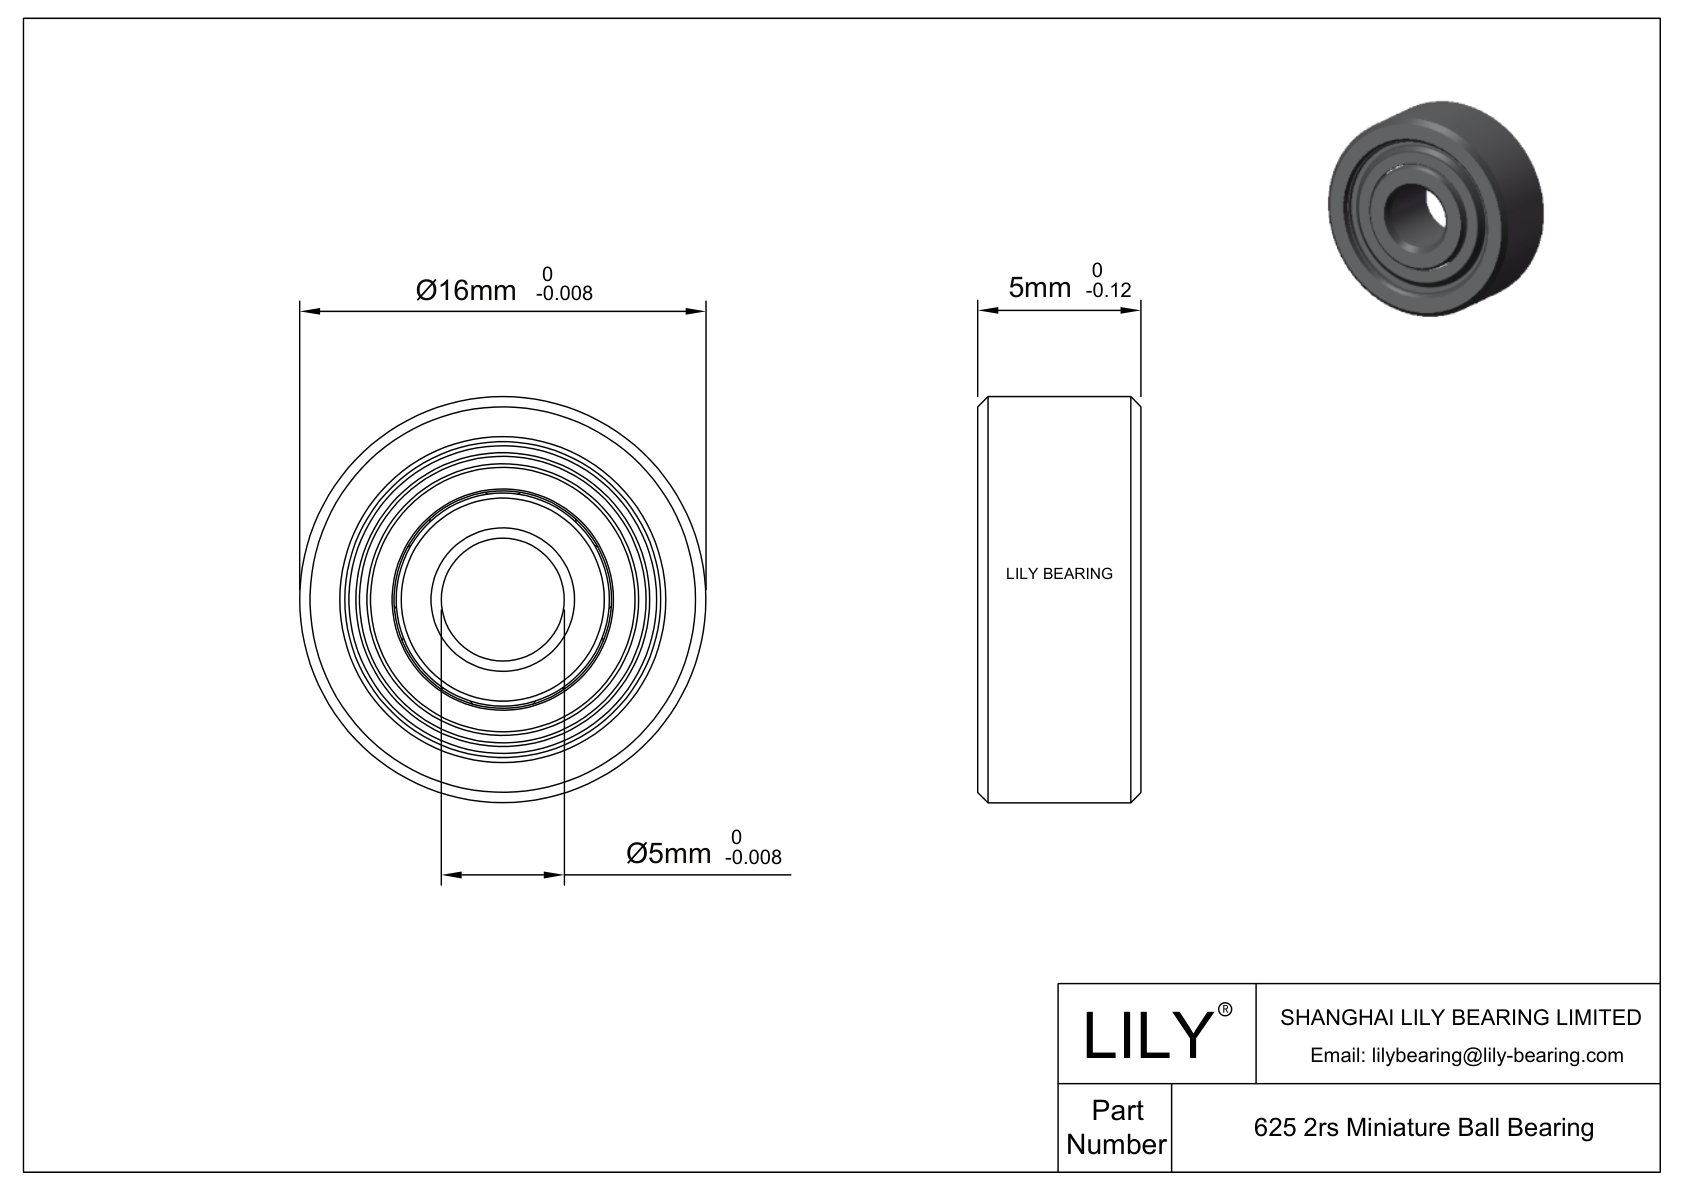 Ø16mm 0 -0.008
5mm 0 -0.12
LILY BEARING
Ø5mm 0 -0.008
LILY®
SHANGHAI LILY BEARING LIMITED
Email: lilybearing@lily-bearing.com
Part
Number
625 2rs Miniature Ball Bearing